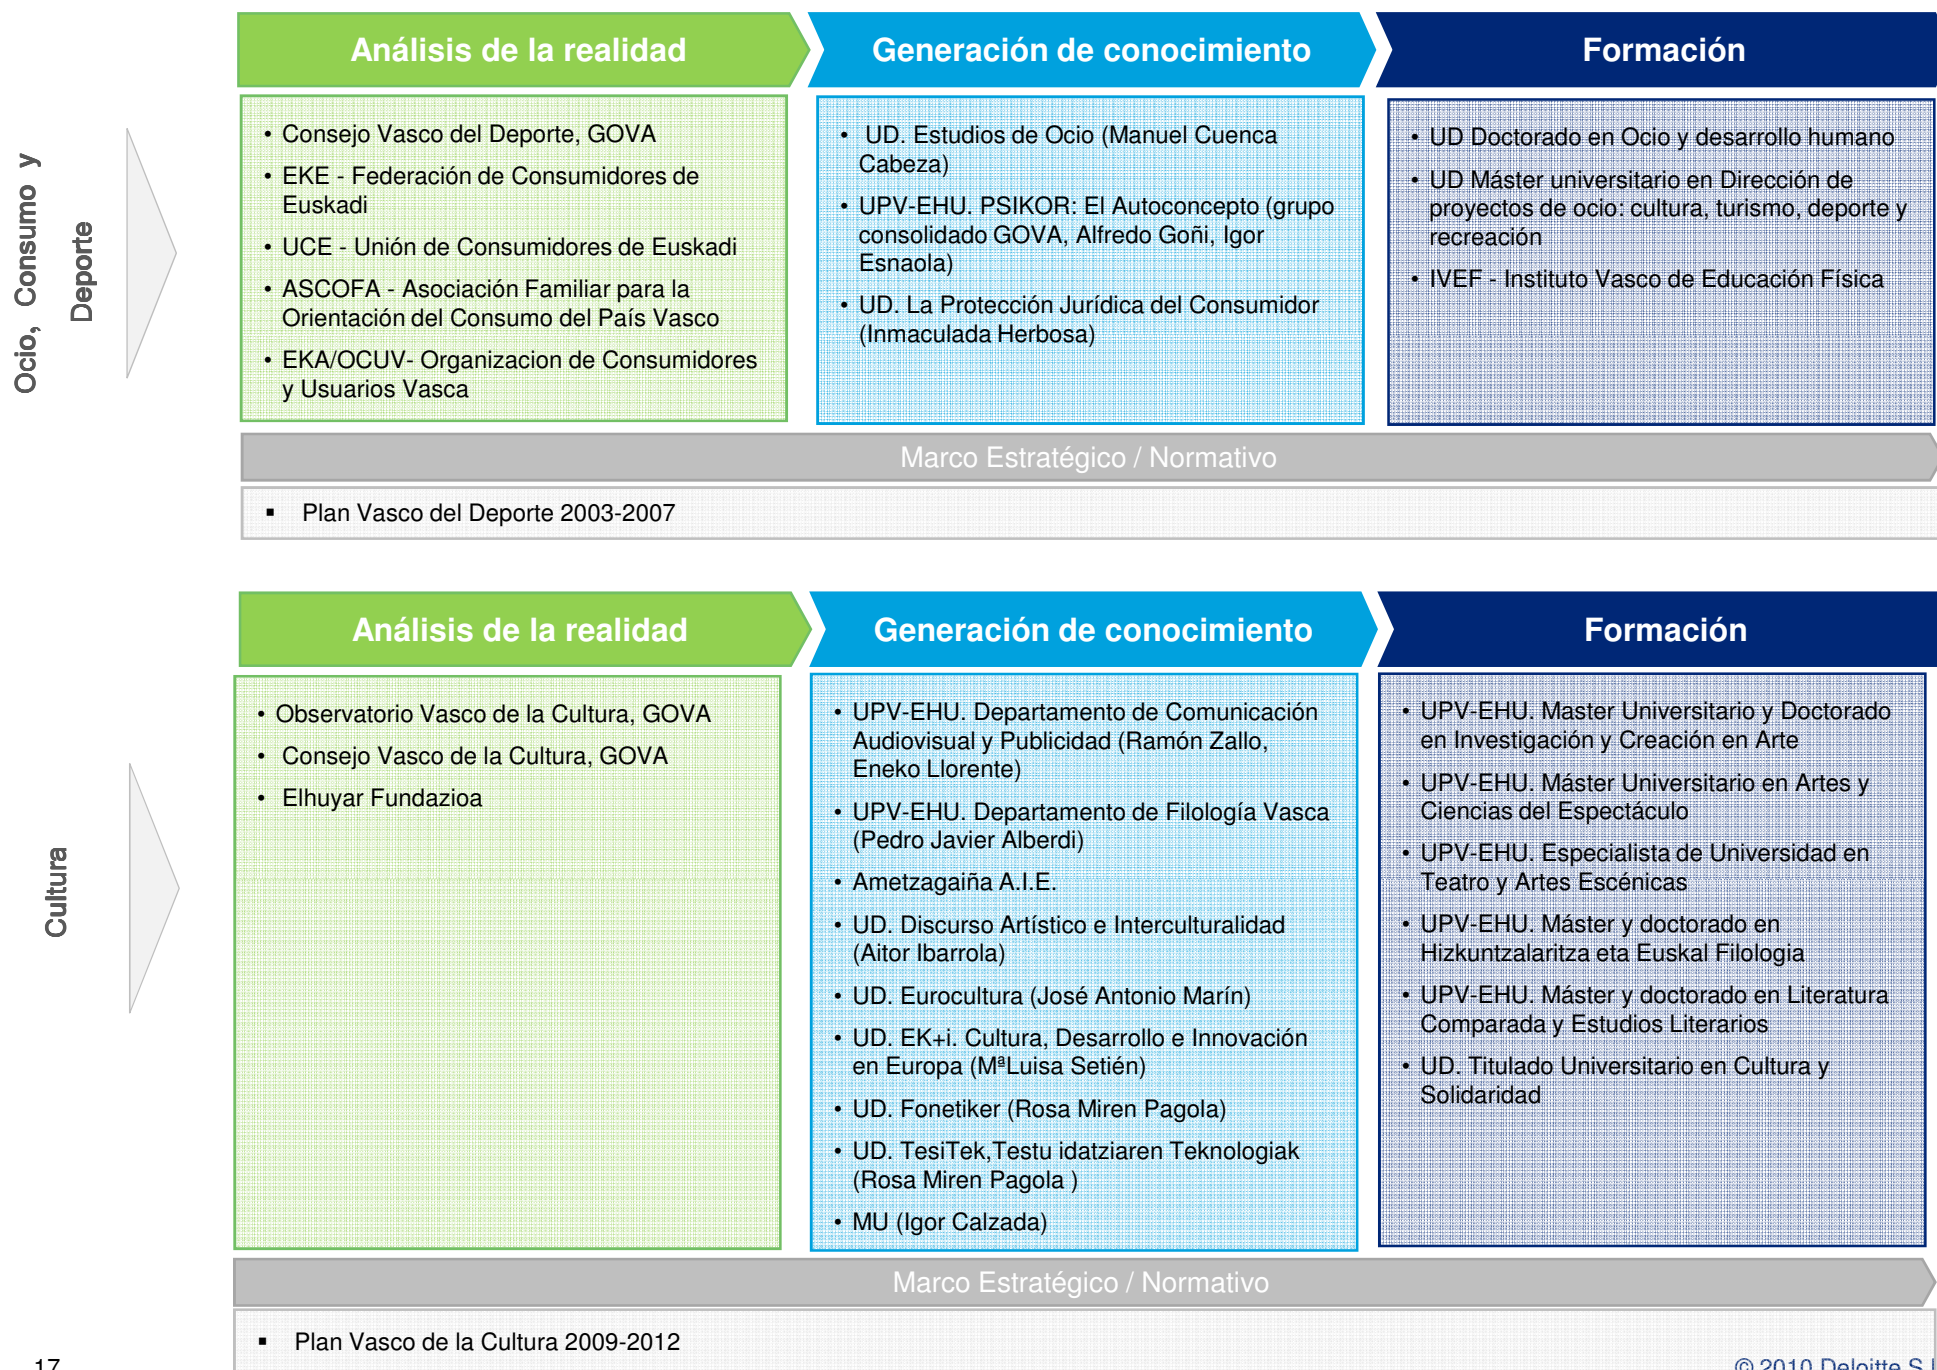 Ocio, Consumo y
Deporte
Análisis de la realidad
• Consejo Vasco del Deporte, GOVA
• EKE - Federación de Consumidores de
Euskadi
• UCE - Unión de Consumidores de Euskadi
• ASCOFA - Asociación Familiar para la
Orientación del Consumo del País Vasco
• EKA/OCUV- Organizacion de Consumidores
y Usuarios Vasca
Generación de conocimiento
• UD. Estudios de Ocio (Manuel Cuenca
Cabeza)
• UPV-EHU. PSIKOR: El Autoconcepto (grupo
consolidado GOVA, Alfredo Goñi, Igor
Esnaola)
• UD. La Protección Jurídica del Consumidor
(Inmaculada Herbosa)
Formación
• UD Doctorado en Ocio y desarrollo humano
• UD Máster universitario en Dirección de
proyectos de ocio: cultura, turismo, deporte y
recreación
• IVEF - Instituto Vasco de Educación Física
Marco Estratégico / Normativo
▪ Plan Vasco del Deporte 2003-2007
Cultura
Análisis de la realidad
• Observatorio Vasco de la Cultura, GOVA
• Consejo Vasco de la Cultura, GOVA
• Elhuyar Fundazioa
Generación de conocimiento
• UPV-EHU. Departamento de Comunicación
Audiovisual y Publicidad (Ramón Zallo,
Eneko Llorente)
• UPV-EHU. Departamento de Filología Vasca
(Pedro Javier Alberdi)
• Ametzagaiña A.I.E.
• UD. Discurso Artístico e Interculturalidad
(Aitor Ibarrola)
• UD. Eurocultura (José Antonio Marín)
• UD. EK+i. Cultura, Desarrollo e Innovación
en Europa (MªLuisa Setién)
• UD. Fonetiker (Rosa Miren Pagola)
• UD. TesiTek,Testu idatziaren Teknologiak
(Rosa Miren Pagola )
• MU (Igor Calzada)
Formación
• UPV-EHU. Master Universitario y Doctorado
en Investigación y Creación en Arte
• UPV-EHU. Máster Universitario en Artes y
Ciencias del Espectáculo
• UPV-EHU. Especialista de Universidad en
Teatro y Artes Escénicas
• UPV-EHU. Máster y doctorado en
Hizkuntzalaritza eta Euskal Filologia
• UPV-EHU. Máster y doctorado en Literatura
Comparada y Estudios Literarios
• UD. Titulado Universitario en Cultura y
Solidaridad
Marco Estratégico / Normativo
▪ Plan Vasco de la Cultura 2009-2012
17
© 2010 Deloitte S.L